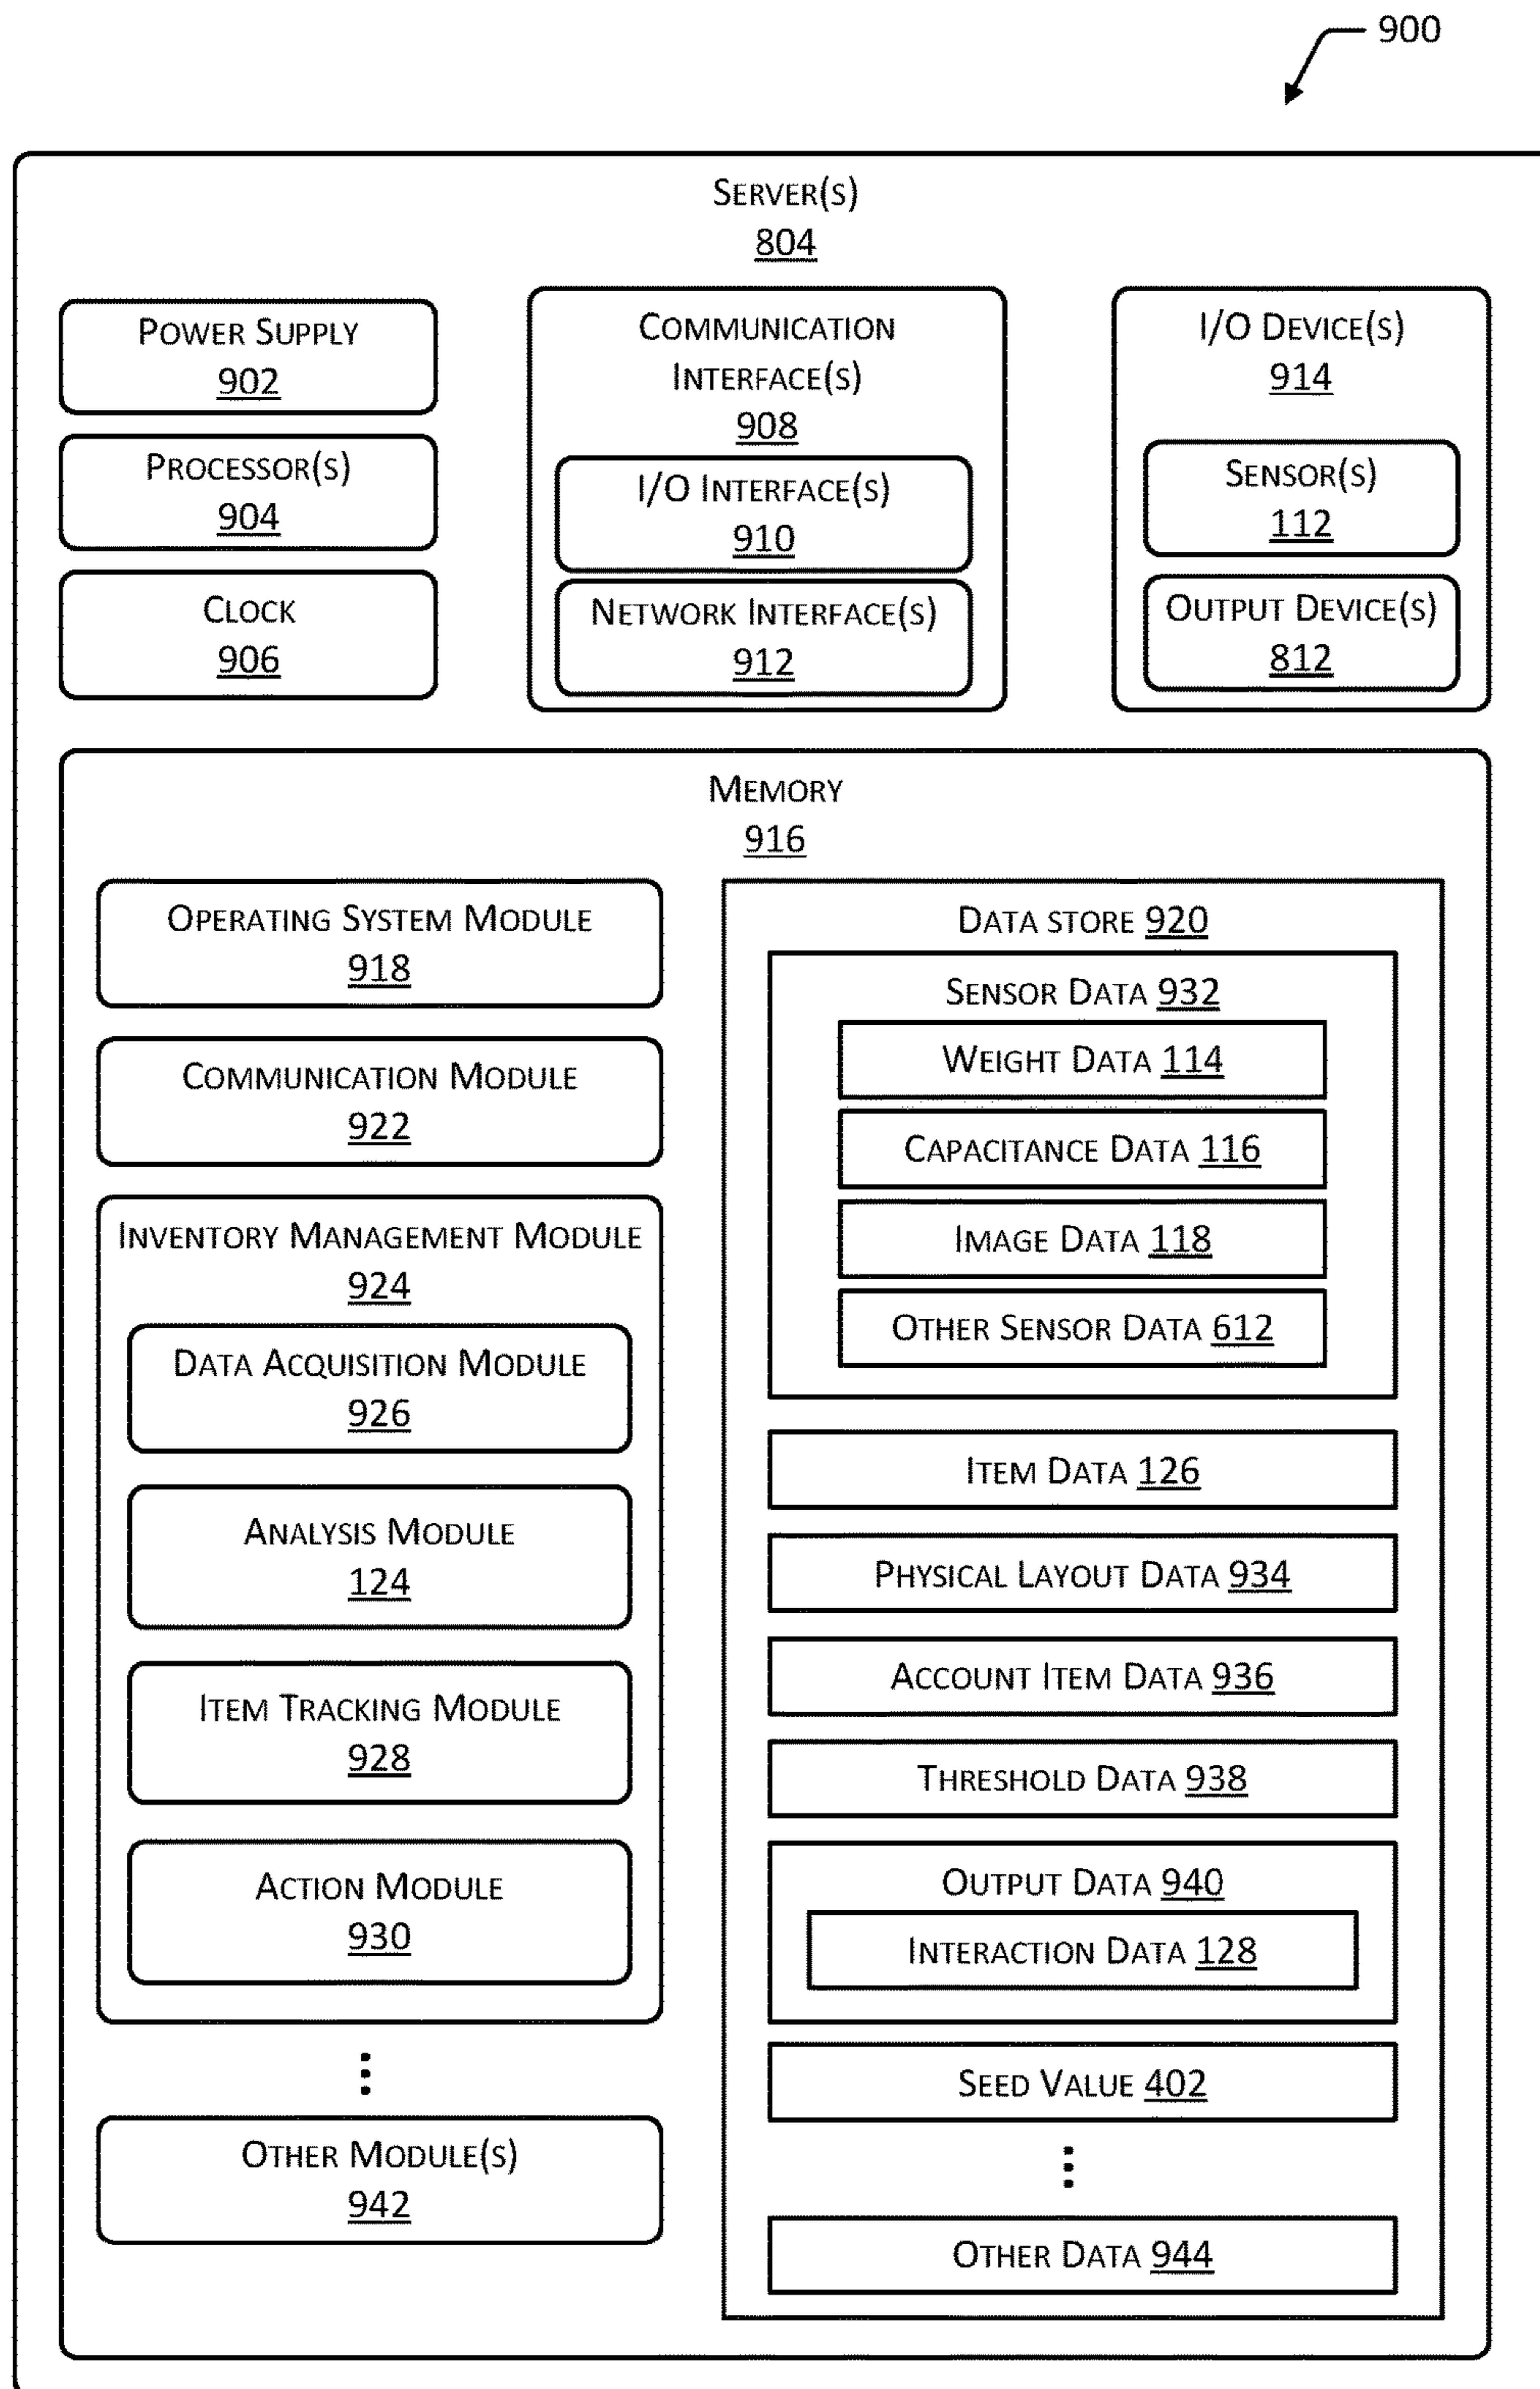 900
SERVER(S)
804
POWER SUPPLY
902
PROCESSOR(S)
904
CLOCK
906
COMMUNICATION
INTERFACE(S)
908
I/O INTERFACE(S)
910
NETWORK INTERFACE(S)
912
I/O DEVICE(S)
914
SENSOR(S)
112
OUTPUT DEVICE(S)
812
MEMORY
916
OPERATING SYSTEM MODULE
918
COMMUNICATION MODULE
922
INVENTORY MANAGEMENT MODULE
924
DATA ACQUISITION MODULE
926
ANALYSIS MODULE
124
ITEM TRACKING MODULE
928
ACTION MODULE
930
OTHER MODULE(S)
942
DATA STORE 920
SENSOR DATA 932
WEIGHT DATA 114
CAPACITANCE DATA 116
IMAGE DATA 118
OTHER SENSOR DATA 612
ITEM DATA 126
PHYSICAL LAYOUT DATA 934
ACCOUNT ITEM DATA 936
THRESHOLD DATA 938
OUTPUT DATA 940
INTERACTION DATA 128
SEED VALUE 402
OTHER DATA 944